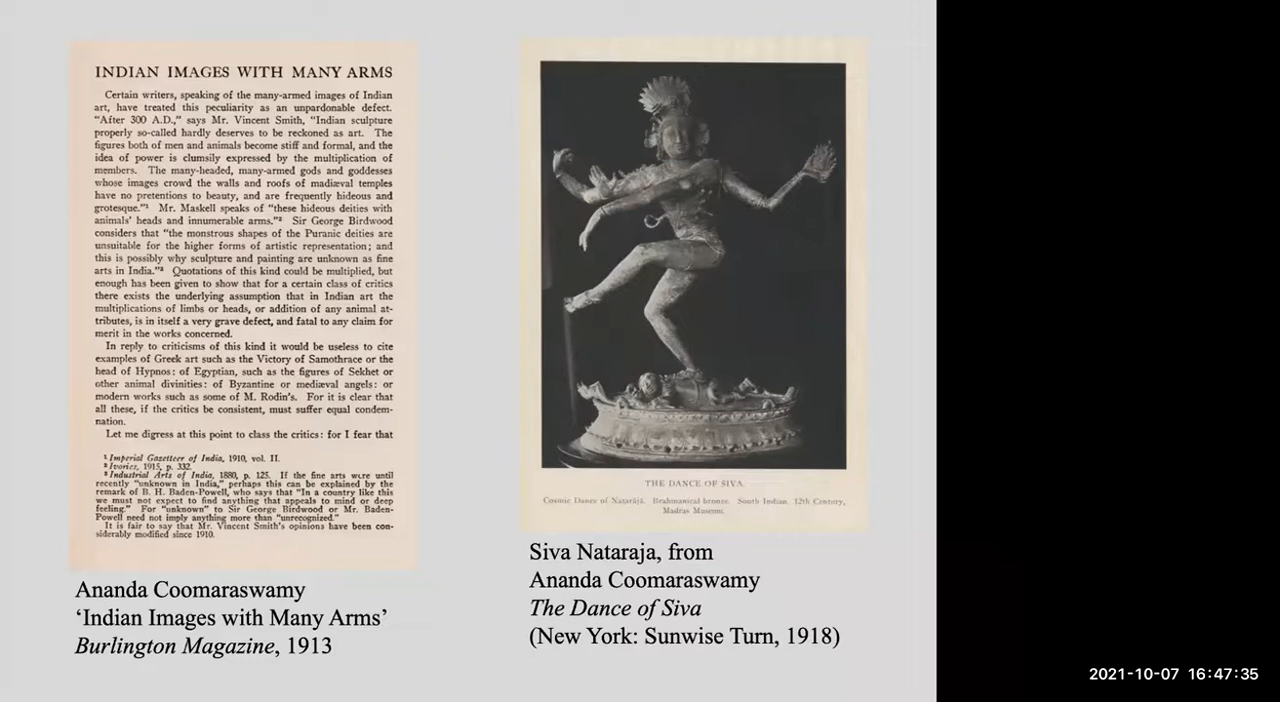 INDIAN IMAGES WITH MANY ARMS
Certain writers, speaking of the many-armed images of Indian
art, have treated this peculiarity as an unpardonable defect.
“After 300 A.D.,” says Mr. Vincent Smith, “Indian sculpture
properly so-called hardly deserves to be reckoned as art. The
figures both of men and animals become stiff and formal, and the
idea of power is clumsily expressed by the multiplication of
members. The many-headed, many-armed gods and goddesses
whose images crowd the walls and roofs of mediæval temples
have no pretentions to beauty, and are frequently hideous and
grotesque.”¹ Mr. Maskell speaks of “these hideous deities with
animals’ heads and innumerable arms.”² Sir George Birdwood
considers that “the monstrous shapes of the Puranic deities are
unsuitable for the higher forms of artistic representation; and
this is possibly why sculpture and painting are unknown as fine
arts in India.”³ Quotations of this kind could be multiplied, but
enough has been given to show that for a certain class of critics
there exists the underlying assumption that in Indian art the
multiplications of limbs or heads, or addition of any animal at-
tributes, is in itself a very grave defect, and fatal to any claim for
merit in the works concerned.
In reply to criticisms of this kind it would be useless to cite
examples of Greek art such as the Victory of Samothrace or the
head of Hypnos: of Egyptian, such as the figures of Sekhet or
other animal divinities: of Byzantine or mediæval angels: or
modern works such as some of M. Rodin’s. For it is clear that
all these, if the critics be consistent, must suffer equal condem-
nation.
Let me digress at this point to class the critics: for I fear that
¹ Imperial Gazetteer of India, 1910, vol. II.
² Ivories, 1915, p. 332.
³ Industrial Arts of India, 1880, p. 125. If the fine arts were until
recently “unknown in India,” perhaps this can be explained by the
remark of B. H. Baden-Powell, who says that “In a country like this
we must not expect to find anything that appeals to mind or deep
feeling.” For “unknown” to Sir George Birdwood or Mr. Baden-
Powell need not imply anything more than “unrecognized.”
It is fair to say that Mr. Vincent Smith’s opinions have been con-
siderably modified since 1910.
Ananda Coomaraswamy
‘Indian Images with Many Arms’
Burlington Magazine, 1913
THE DANCE OF SIVA.
Cosmic Dance of Natarājā. Brahmanical bronze. South Indian. 12th Century,
Madras Museum.
Siva Nataraja, from
Ananda Coomaraswamy
The Dance of Siva
(New York: Sunwise Turn, 1918)
2021-10-07 16:47:35